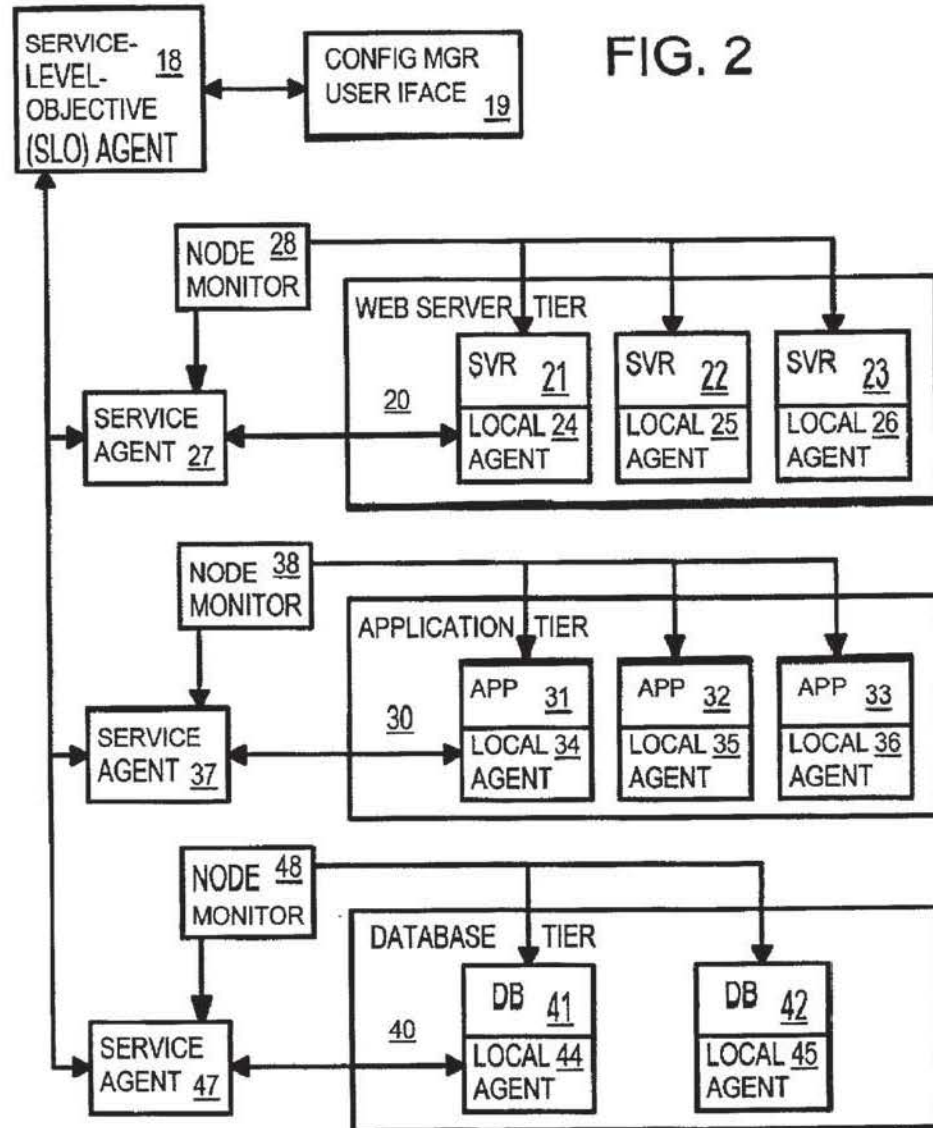 FIG. 2
SERVICE-
LEVEL- 18
OBJECTIVE
(SLO) AGENT
CONFIG MGR
USER IFACE 19
NODE 28
MONITOR
WEB SERVER TIER
SVR 21
LOCAL 24
AGENT
SVR 22
LOCAL 25
AGENT
SVR 23
LOCAL 26
AGENT
20
SERVICE
AGENT 27
NODE 38
MONITOR
APPLICATION TIER
APP 31
LOCAL 34
AGENT
APP 32
LOCAL 35
AGENT
APP 33
LOCAL 36
AGENT
30
SERVICE
AGENT 37
NODE 48
MONITOR
DATABASE TIER
DB 41
LOCAL 44
AGENT
DB 42
LOCAL 45
AGENT
40
SERVICE
AGENT 47